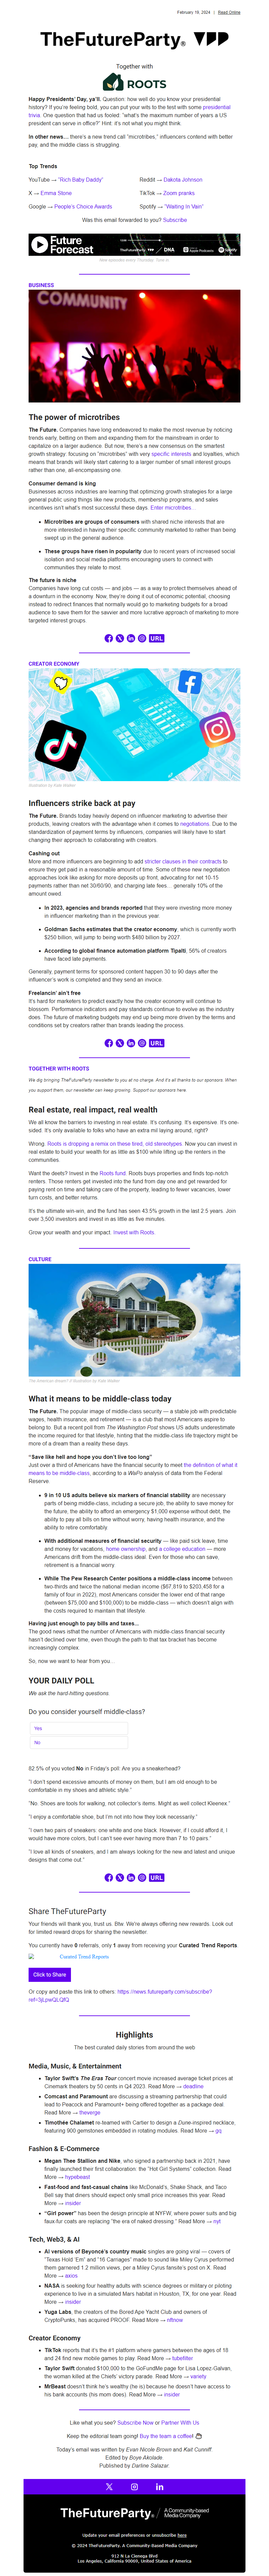 February 19, 2024 | Read Online
TheFutureParty®
Together with
ROOTS
Happy Presidents' Day, ya'll. Question: how well do you know your presidential
history? If you're feeling bold, you can put your wits to the test with some presidential
trivia. One question that had us fooled: "what's the maximum number of years a US
president can serve in office?" Hint: it's not what you might think.
In other news… there's a new trend call "microtribes," influencers contend with better
pay, and the middle class is struggling.
Top Trends
YouTube → "Rich Baby Daddy"
Reddit → Dakota Johnson
X → Emma Stone
TikTok → Zoom pranks
Google → People's Choice Awards
Spotify → "Waiting In Vain"
Was this email forwarded to you? Subscribe
Future
Forecast
BUSINESS
The power of microtribes
The Future. Companies have long endeavored to make the most revenue by noticing
trends early, betting on them and expanding them for the mainstream in order to
captivate on a larger audience. But now, there's a new common sense as the smallest
growth strategy: focusing on "microtribes" with very specific interests and loyalties, which
means that brands will likely start catering to a larger number of small interest groups
rather than one, all-encompassing one.
Consumer demand is king
Businesses across industries are learning that optimizing growth strategies for a large
general public using things like new products, membership programs, and sales
incentives isn't what's most successful these days. Enter microtribes…
Microtribes are groups of consumers with shared niche interests that are
interested in having their specific community marketed to rather than being
swept up in the general audience.
These groups have risen in popularity due to recent years of increased social
isolation and social media platforms encouraging users to connect with
communities they relate to most.
The future is niche
Companies have long cut costs — and jobs — as a way to protect themselves ahead of
dynamics in the economy. Now, they're doing it out of economic potential, choosing
instead to redirect finances that normally would go to marketing budgets for a broad
audience to save them for the savvier and more lucrative approach of marketing to more
targeted interest groups.
URL
CREATOR ECONOMY
Illustration by Kate Walker
Influencers strike back at pay
The Future. Brands today heavily depend on influencer marketing to advertise their
products, leaving creators with the advantage when it comes to negotiations. Due to the
standardization of payment terms by influencers, companies will likely have to start
changing their approach to collaborating with creators.
Cashing out
More and more influencers are beginning to add stricter clauses in their contracts to
ensure they get paid in a reasonable amount of time. Some of these new negotiation
approaches look like asking for more deposits up front, advocating for net 10-15
payments rather than net 30/60/90, even charging late fees… generally 10% of the
amount owed.
In 2023, agencies and brands reported that they were investing more money
in influencer marketing than in the three years prior.
Goldman Sachs estimates that the creator economy, which is currently worth
$250 billion, will jump to being worth $480 billion by 2027.
According to global finance automation platform Tipalti, 56% of creators
have faced late payments.
Generally, payment terms for sponsored content happen 30 to 90 days after the
influencer's work is completed and they send an invoice.
Freelancin' ain't free
It's hard for marketers to predict exactly how the creator economy will continue to
blossom. Performance indicators and pay standards continue to evolve as the industry
does. The future of marketing budgets may end up relying more on driven by the terms and
conditions set by creators rather than brands leading the process.
URL
TOGETHER WITH ROOTS
We dig bringing TheFutureParty newsletter to you at no charge. And it's all thanks to our sponsors. When
you support them, our newsletter can keep growing. Support our sponsors here.
Real estate, real impact, real wealth
We all know the barriers to investing in real estate. It's confusing. It's expensive. It's one-
sided. It's only available to folks who have an extra mil laying around, right?
Wrong. Roots is dropping a remix on these tired, old stereotypes. Now you can invest in
real estate to build your wealth for as little as $100 while lifting up the renters in the
communities.
Want the deets? Invest in the Roots fund. Roots buys properties and finds top-notch
renters. Those renters get invested into the fund from day one and get rewarded for
paying rent on time and taking care of the property, leading to fewer vacancies, lower
turn costs, and better returns.
It's the ultimate win-win, and the fund has seen 43.5% growth in the last 2.5 years. Join
over 3,500 investors and invest in as little as five minutes.
Grow your wealth and your impact. Invest with Roots.
CULTURE
The American dream? // Illustration by Kate Walker
What it means to be middle-class today
The Future. The popular image of middle-class security — a stable job with profitable
wages, health insurance, and retirement — is a club that most Americans aspire to
belong to. But a recent poll from The Washington Post shows US adults underestimate
the income required for that lifestyle, hinting that the middle class trajectory lifestyle may
be more of a dream than a reality these days.
"Save like hell and hope you don't live too long"
Just over a third of Americans have the financial security to meet the definition of what it
means to be middle-class, according to a WaPo analysis of data from the Federal
Reserve.
9 in 10 US adults believe six markers of financial stability are necessary
parts of being middle-class, including a secure job, the ability to save money for
the future, the ability to afford an emergency $1,000 expense without debt, the
ability to pay bills on time without worrying, have health insurance, and the
ability to retire comfortably.
With additional measures of financial security — like paid sick leave, time
and money for vacations, home ownership, and a college education — more
Americans drift from the middle-class ideal. Even for those who can save,
retirement is a financial worry.
While The Pew Research Center positions a middle-class income between
two-thirds and twice the national median income ($67,819 to $203,458 for a
family of four in 2022), most Americans consider the lower end of that range
(between $75,000 and $100,000) to be middle-class — which doesn't align with
the costs required to maintain that lifestyle.
Having just enough to pay bills and taxes…
The good news isthat the number of Americans with middle-class financial security
hasn't declined over time, even though the path to that tax bracket has become
increasingly complex.
So, now we want to hear from you…
YOUR DAILY POLL
We ask the hard-hitting questions.
Do you consider yourself middle-class?
Yes
No
82.5% of you voted No in Friday's poll: Are you a sneakerhead?
"I don't spend excessive amounts of money on them, but I am old enough to be
comfortable in my shoes and athletic style."
"No. Shoes are tools for walking, not collector's items. Might as well collect Kleenex."
"I enjoy a comfortable shoe, but I'm not into how they look necessarily."
"I own two pairs of sneakers: one white and one black. However, if I could afford it, I
would have more colors, but I can't see ever having more than 7 to 10 pairs."
"I love all kinds of sneakers, and I am always looking for the new and latest and unique
designs that come out."
URL
Share TheFutureParty
Your friends will thank you, trust us. Btw: We're always offering new rewards. Look out
for limited reward drops for sharing the newsletter.
You currently have 0 referrals, only 1 away from receiving your Curated Trend Reports.
Curated Trend Reports
Click to Share
Or copy and paste this link to others: https://news.futureparty.com/subscribe?
ref=3jLpwQLQfQ
Highlights
The best curated daily stories from around the web.
Media, Music, & Entertainment
Taylor Swift's The Eras Tour concert movie increased average ticket prices at
Cinemark theaters by 50 cents in Q4 2023. Read More → deadline
Comcast and Paramount are discussing a streaming partnership that could
lead to Peacock and Paramount+ being offered together as a package deal.
Read More → theverge
Timothée Chalamet re-teamed with Cartier to design a Dune-inspired necklace,
featuring 900 gemstones embedded in rotating modules. Read More → gq
Fashion & E-Commerce
Megan Thee Stallion and Nike, who signed a partnership back in 2021, have
finally launched their first collaboration: the "Hot Girl Systems" collection. Read
More → hypebeast
Fast-food and fast-casual chains like McDonald's, Shake Shack, and Taco
Bell say that diners should expect only small price increases this year. Read
More → insider
"Girl power" has been the main design principle at NYFW, where power suits and big
faux fur coats are replacing "the era of naked dressing." Read More → nyt
Tech, Web3, & AI
AI versions of Beyoncé's country music singles are going viral — covers of
"Texas Hold 'Em" and "16 Carriages" made to sound like Miley Cyrus performed
them garnered 1.2 million views, per a Miley Cyrus fansite's post on X. Read
More → axios
NASA is seeking four healthy adults with science degrees or military or piloting
to live in a simulated Mars habitat in Houston, TX, for one year. Read
More → insider
Yuga Labs, the creators of the Bored Ape Yacht Club and owners of
CryptoPunks, has acquired PROOF. Read More → nftnow
Creator Economy
TikTok reports that it's the #1 platform where gamers between the ages of 18
and 24 find new mobile games to play. Read More → tubefilter
Taylor Swift donated $100,000 to the GoFundMe page for Lisa Lopez-Galvan,
the woman killed at the Chiefs' victory parade. Read More → variety
MrBeast doesn't think he's wealthy (he is) because he doesn't have access to
his bank accounts (his mom does). Read More → insider
Like what you see? Subscribe Now or Partner With Us
Keep the editorial team going! Buy the team a coffee!
Today's email was written by Evan Nicole Brown and Kait Cunniff.
Edited by Boye Akolade.
Published by Darline Salazar.
TheFutureParty®
A Community-based
Media Company
Update your email preferences or unsubscribe here
© 2024 TheFutureParty. A Community-Based Media Company
912 N La Cienega Blvd
Los Angeles, California 90069, United States of America